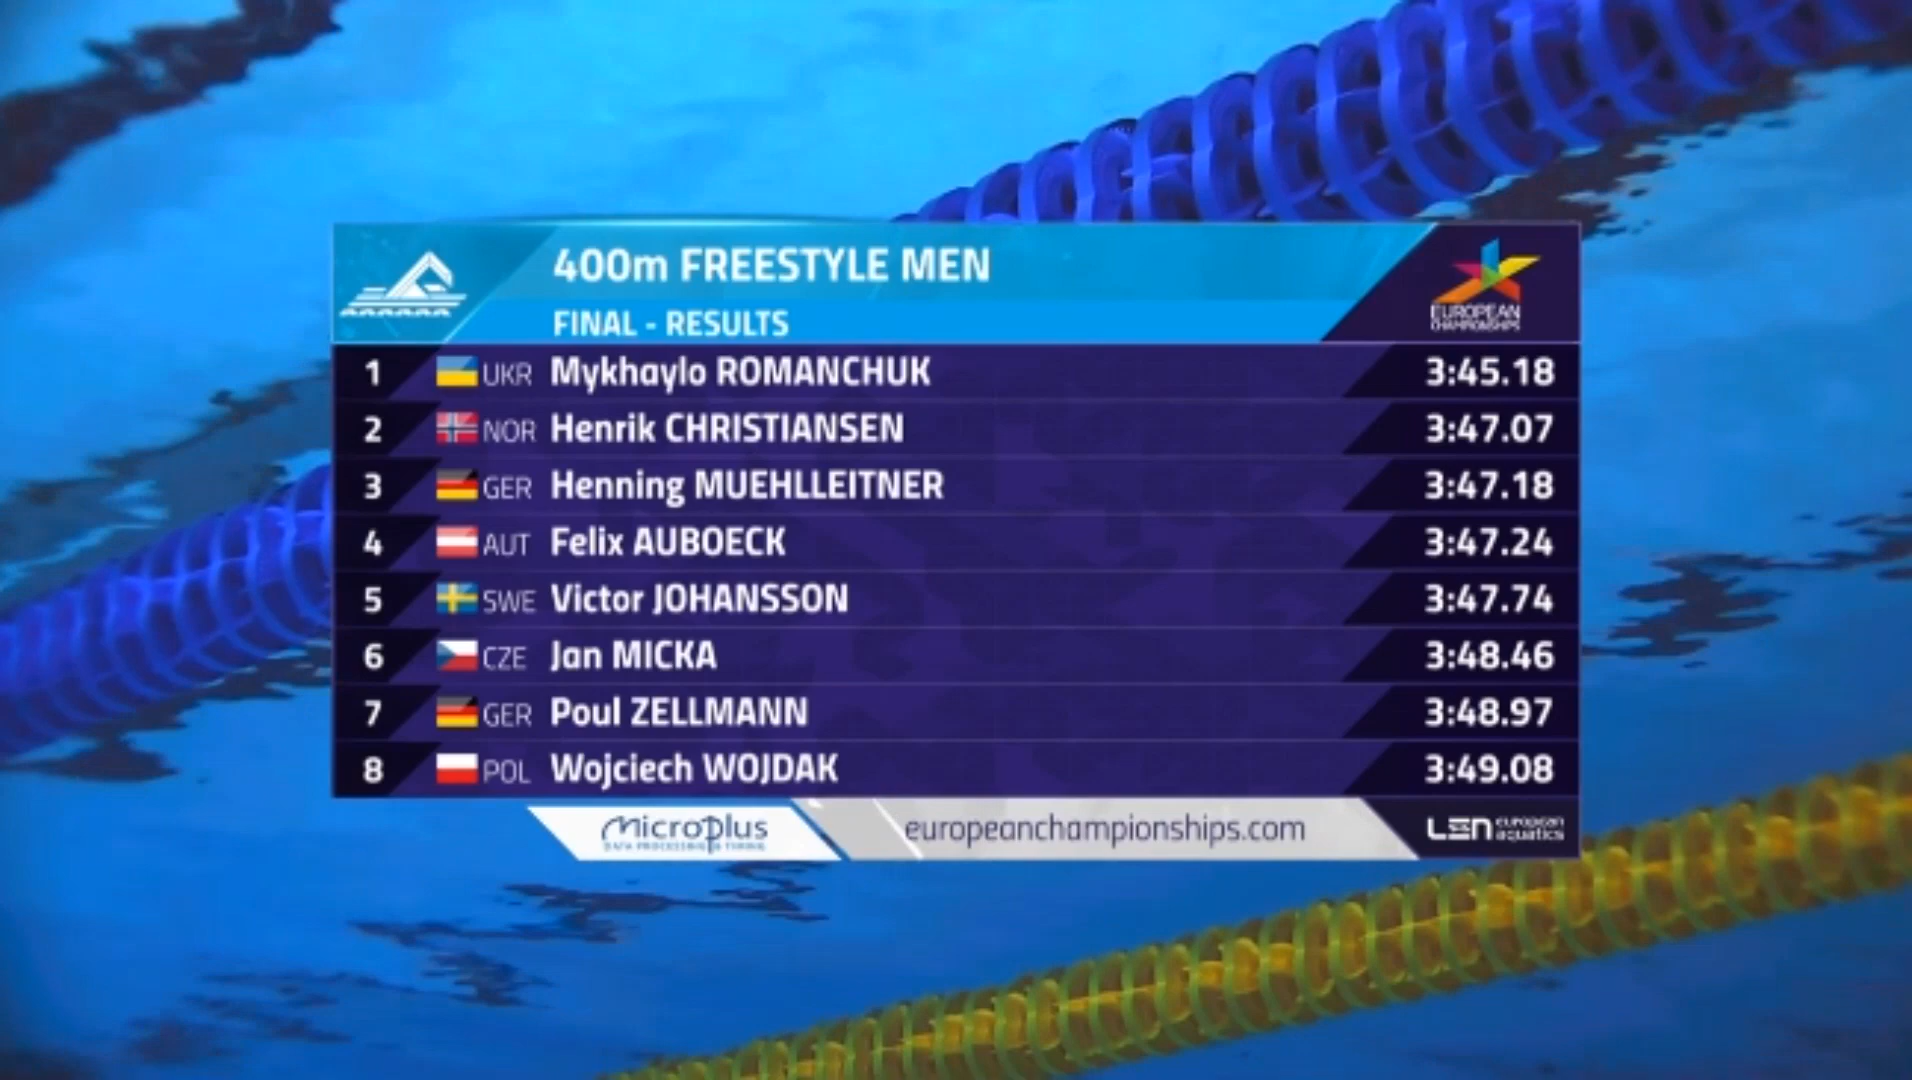 400m FREESTYLE MEN
FINAL - RESULTS
EUROPEAN
CHAMPIONSHIPS
1 UKR Mykhaylo ROMANCHUK 3:45.18
2 NOR Henrik CHRISTIANSEN 3:47.07
3 GER Henning MUEHLLEITNER 3:47.18
4 AUT Felix AUBOECK 3:47.24
5 SWE Victor JOHANSSON 3:47.74
6 CZE Jan MICKA 3:48.46
7 GER Poul ZELLMANN 3:48.97
8 POL Wojciech WOJDAK 3:49.08
Microplus
DATA PROCESSING & TIMING
europeanchampionships.com
LEN european
aquatics